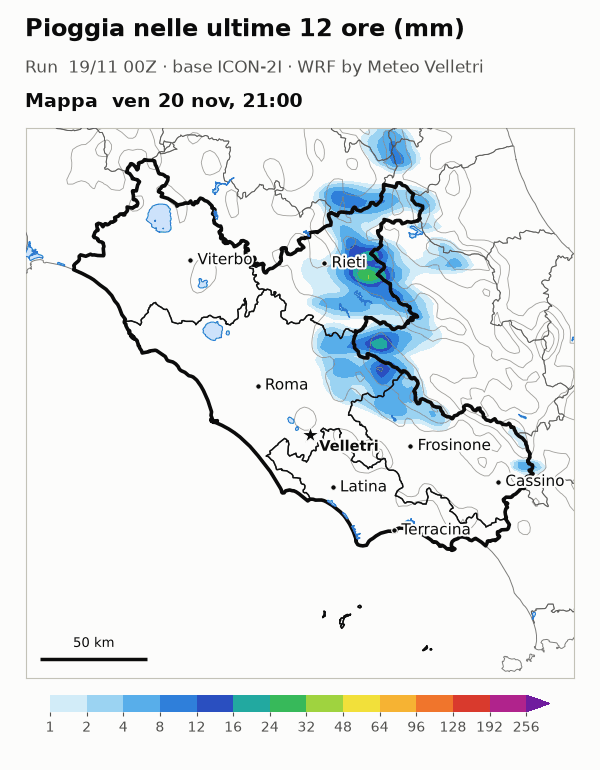 Pioggia nelle ultime 12 ore (mm)
Run  19/11 00Z · base ICON-2I · WRF by Meteo Velletri
Mappa  ven 20 nov, 21:00
Viterbo
Rieti
Roma
Velletri
Frosinone
Latina
Cassino
Terracina
50 km
1 2 4 8 12 16 24 32 48 64 96 128 192 256